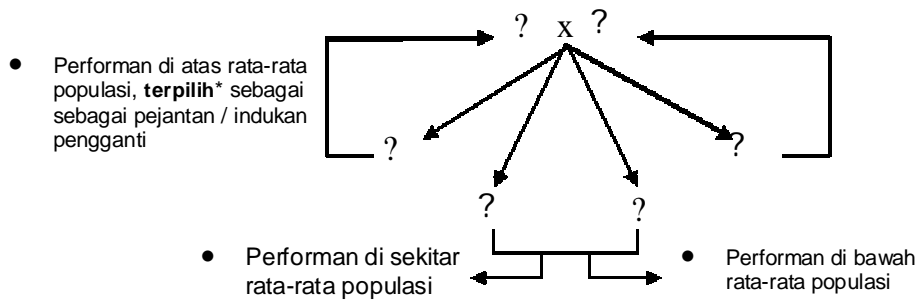 ? x ?
• Performan di atas rata-rata
populasi, terpilih* sebagai
sebagai pejantan / indukan
pengganti
? ?
? ?
• Performan di sekitar
rata-rata populasi
• Performan di bawah
rata-rata populasi